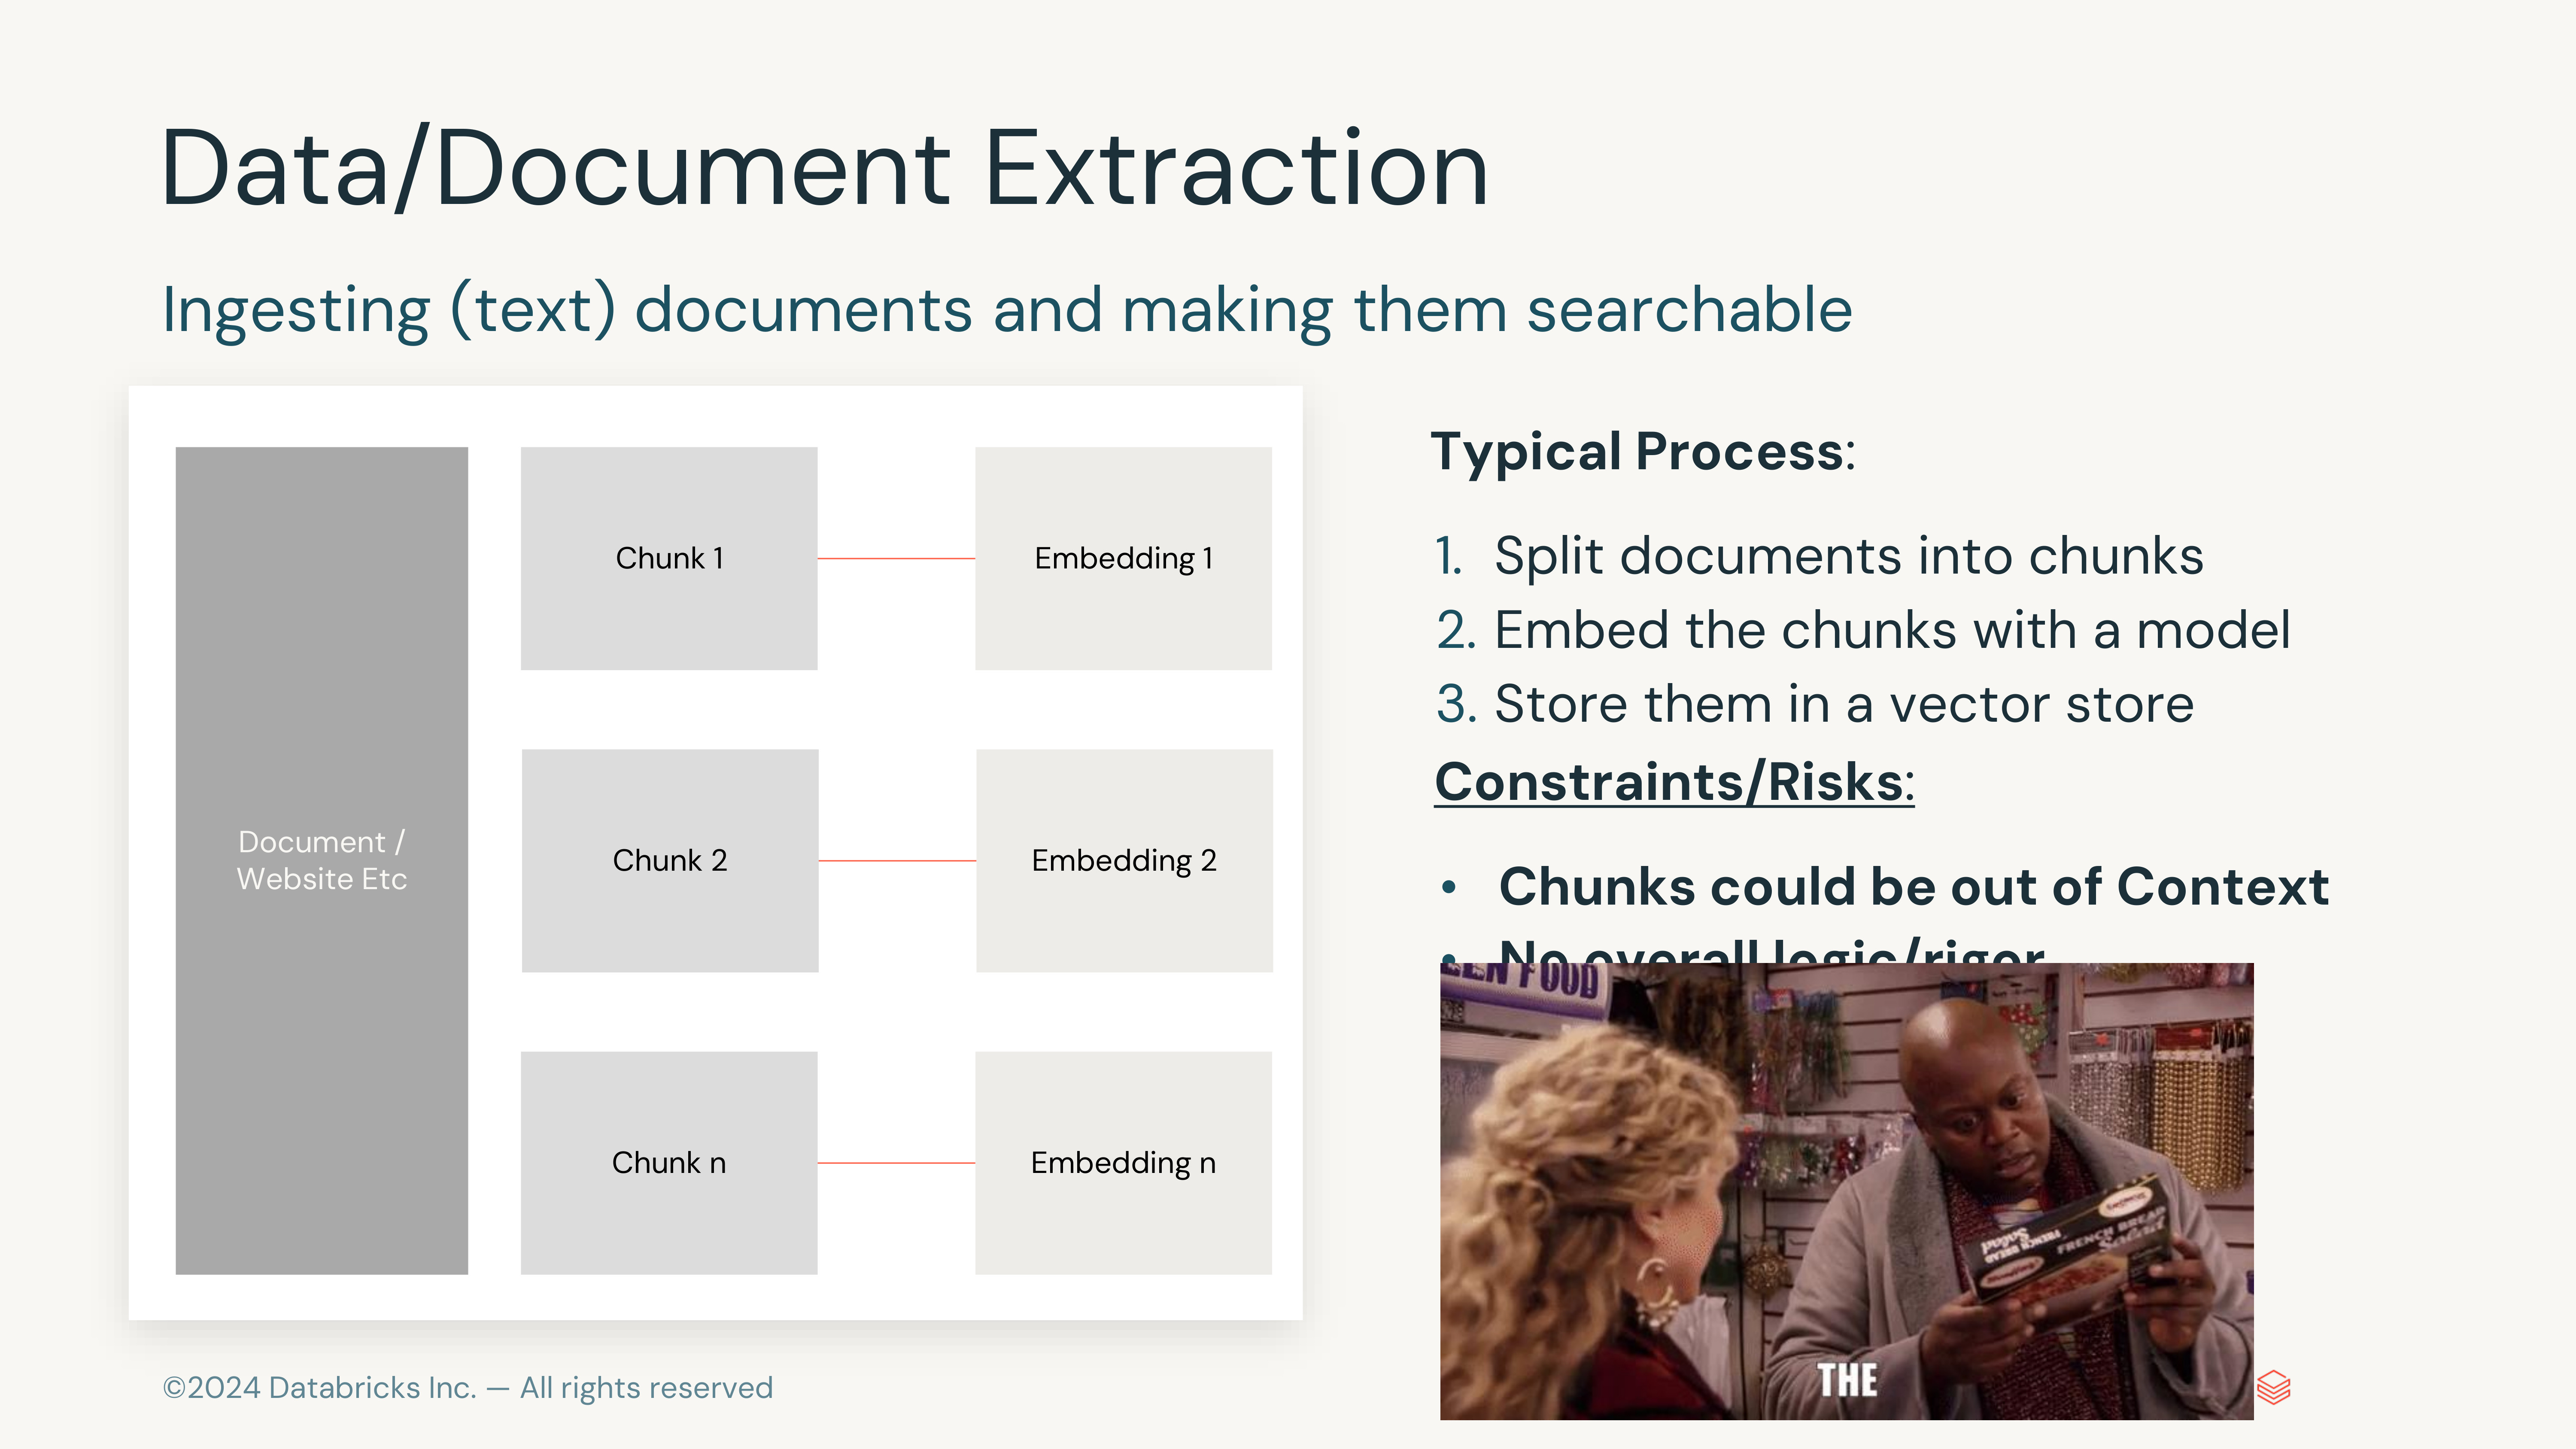 Data/Document Extraction
Ingesting (text) documents and making them searchable
Document /
Website Etc
Chunk 1
Embedding 1
Chunk 2
Embedding 2
Chunk n
Embedding n
Typical Process:
1. Split documents into chunks
2. Embed the chunks with a model
3. Store them in a vector store
Constraints/Risks:
• Chunks could be out of Context
• No overall logic/rigor
FOOD
FRENCH BREAD
THE
©2024 Databricks Inc. — All rights reserved